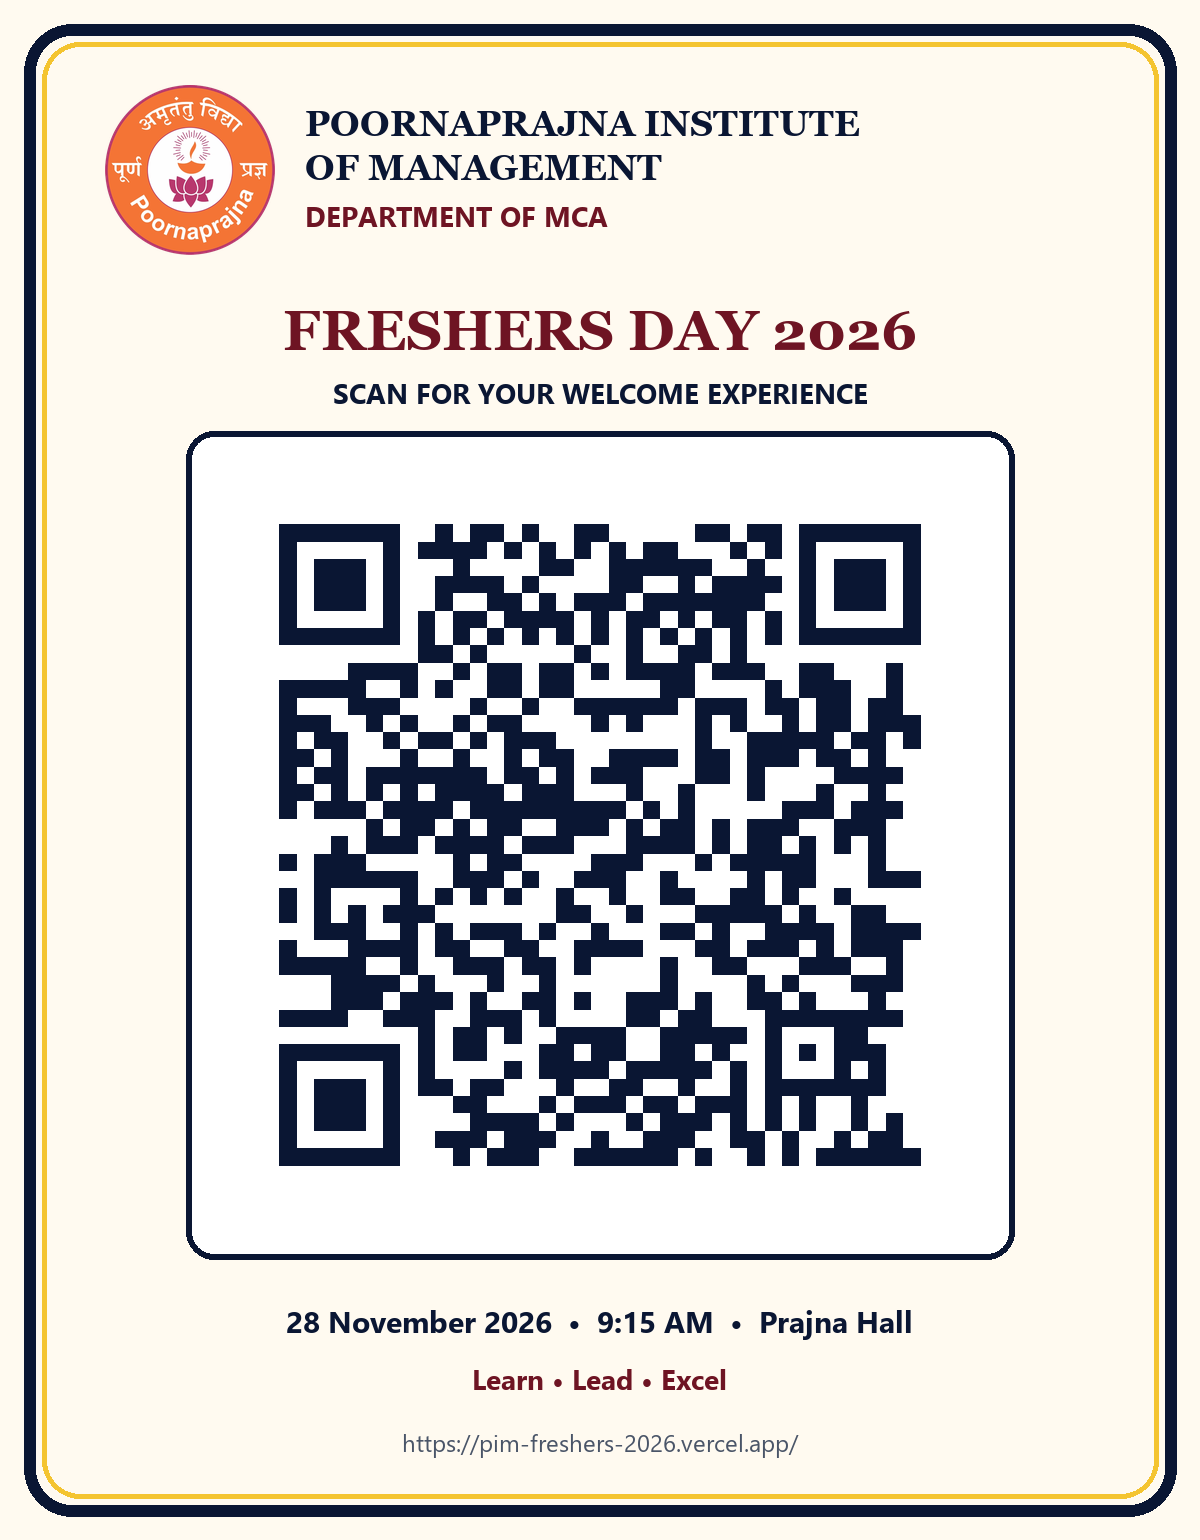 अमृतंतु विद्या
पूर्ण प्रज्ञ
Poornaprajna
POORNAPRAJNA INSTITUTE
OF MANAGEMENT
DEPARTMENT OF MCA
FRESHERS DAY 2026
SCAN FOR YOUR WELCOME EXPERIENCE
28 November 2026 • 9:15 AM • Prajna Hall
Learn • Lead • Excel
https://pim-freshers-2026.vercel.app/